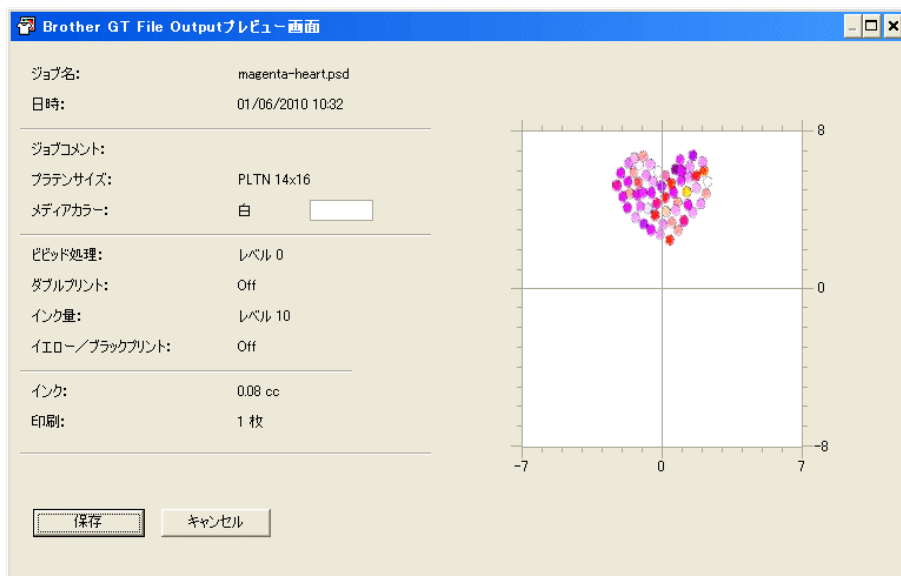 Brother GT File Outputプレビュー画面
ジョブ名: magenta-heart.psd
日時: 01/06/2010 10:32
ジョブコメント:
プラテンサイズ: PLTN 14x16
メディアカラー: 白
ビビッド処理: レベル 0
ダブルプリント: Off
インク量: レベル 10
イエロー/ブラックプリント: Off
インク: 0.08 cc
印刷: 1 枚
保存 キャンセル
8
0
-8
-7 0 7